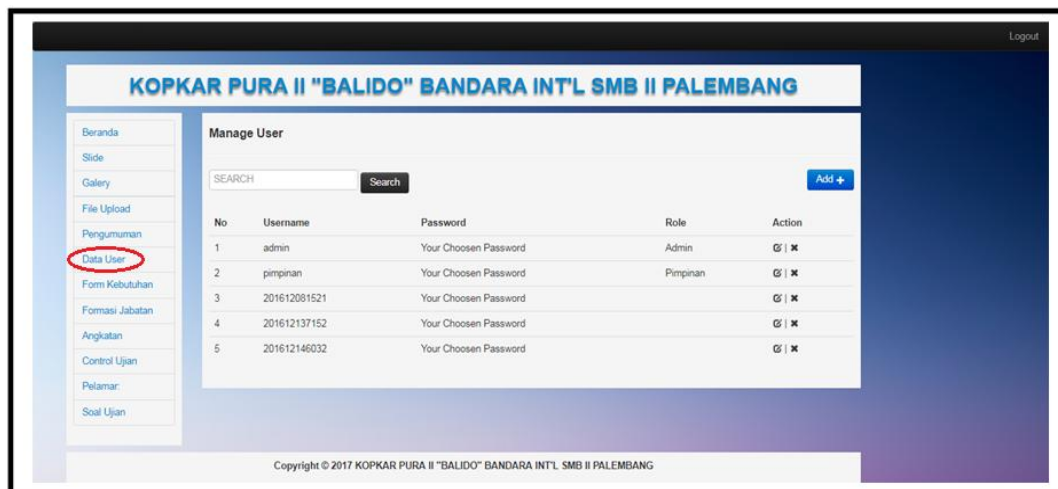 Logout
KOPKAR PURA II "BALIDO" BANDARA INT'L SMB II PALEMBANG
Beranda
Slide
Galery
File Upload
Pengumuman
Data User
Form Kebutuhan
Formasi Jabatan
Angkatan
Control Ujian
Pelamar:
Soal Ujian
Manage User
SEARCH Search Add +
No Username Password Role Action
1 admin Your Choosen Password Admin |
2 pimpinan Your Choosen Password Pimpinan |
3 201612081521 Your Choosen Password |
4 201612137152 Your Choosen Password |
5 201612146032 Your Choosen Password |
Copyright © 2017 KOPKAR PURA II "BALIDO" BANDARA INT'L SMB II PALEMBANG